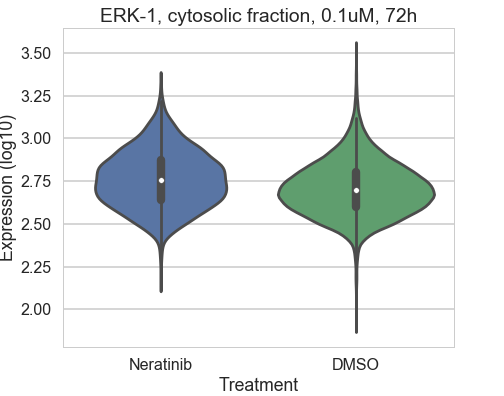 ERK-1, cytosolic fraction, 0.1uM, 72h
Expression (log10)
3.50
3.25
3.00
2.75
2.50
2.25
2.00
Neratinib DMSO
Treatment